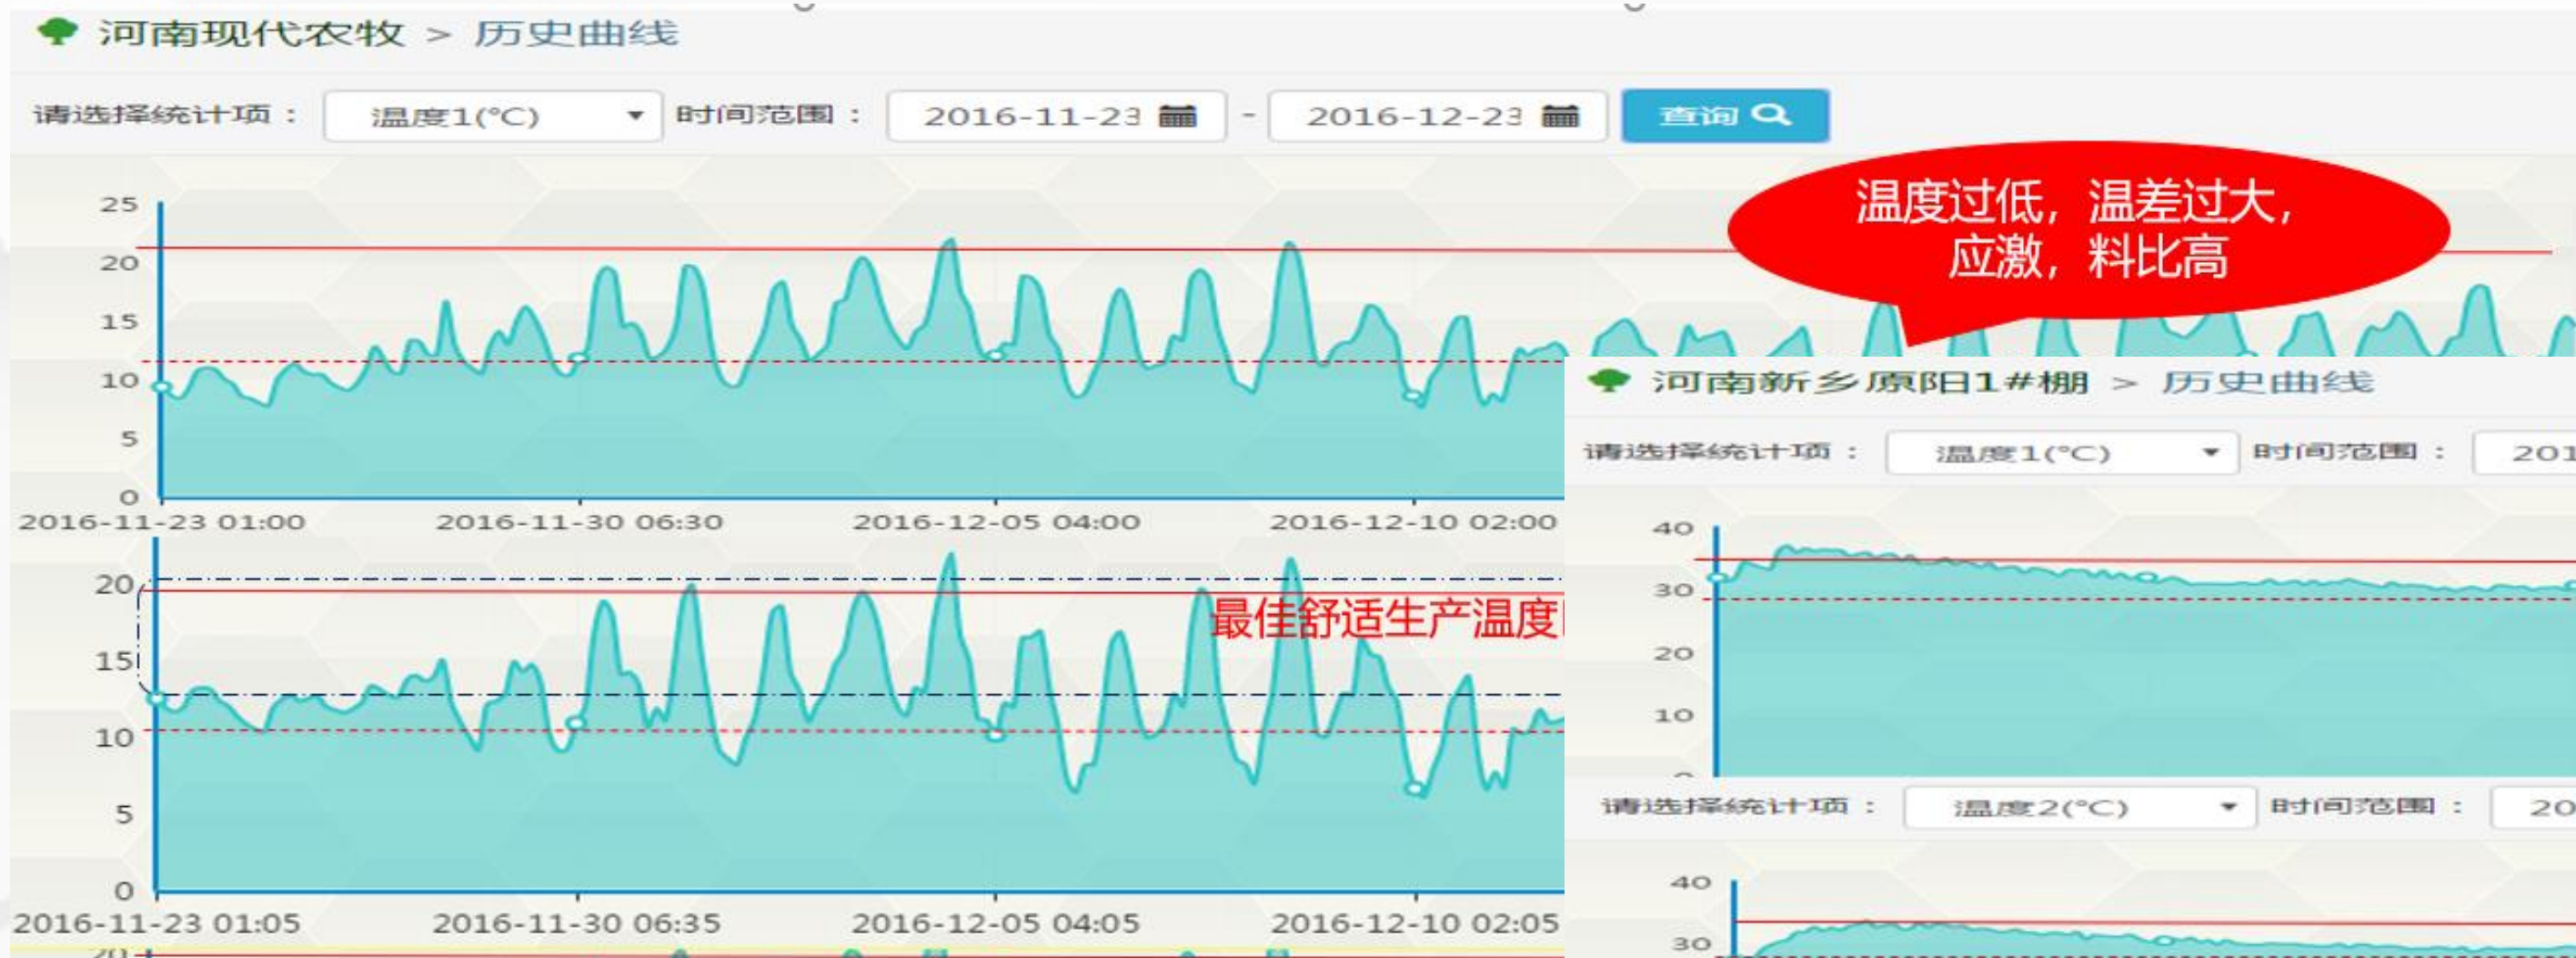 河南现代农牧 > 历史曲线
请选择统计项： 温度1(℃) 时间范围： 2016-11-23 - 2016-12-23 查询
温度过低，温差过大，
应激，料比高
25
20
15
10
5
0
2016-11-23 01:00 2016-11-30 06:30 2016-12-05 04:00 2016-12-10 02:00
20
最佳舒适生产温度
15
10
5
0
2016-11-23 01:05 2016-11-30 06:35 2016-12-05 04:05 2016-12-10 02:05
20
河南新乡原阳1#棚 > 历史曲线
请选择统计项： 温度1(℃) 时间范围： 201
40
30
20
10
请选择统计项： 温度2(℃) 时间范围： 20
40
30